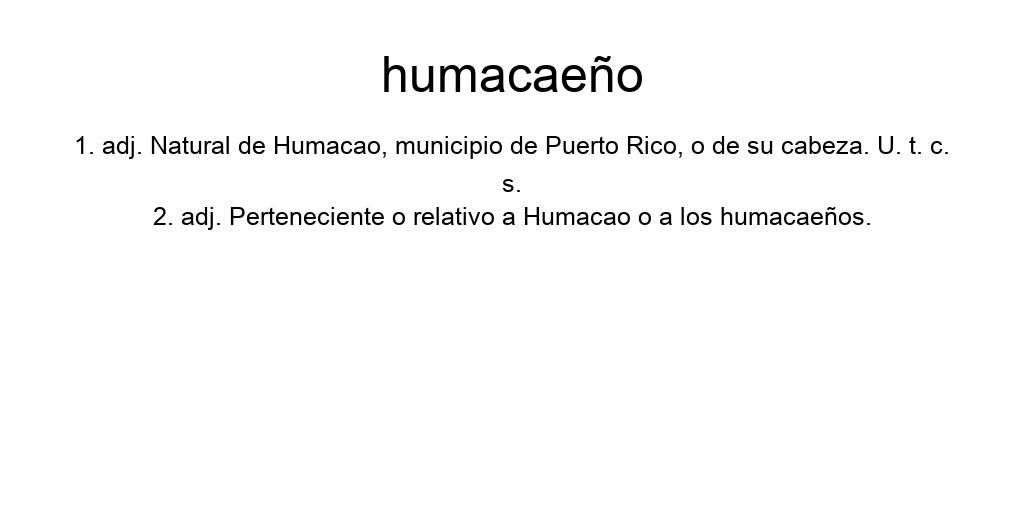 humacaeño
1. adj. Natural de Humacao, municipio de Puerto Rico, o de su cabeza. U. t. c.
s.
2. adj. Perteneciente o relativo a Humacao o a los humacaeños.